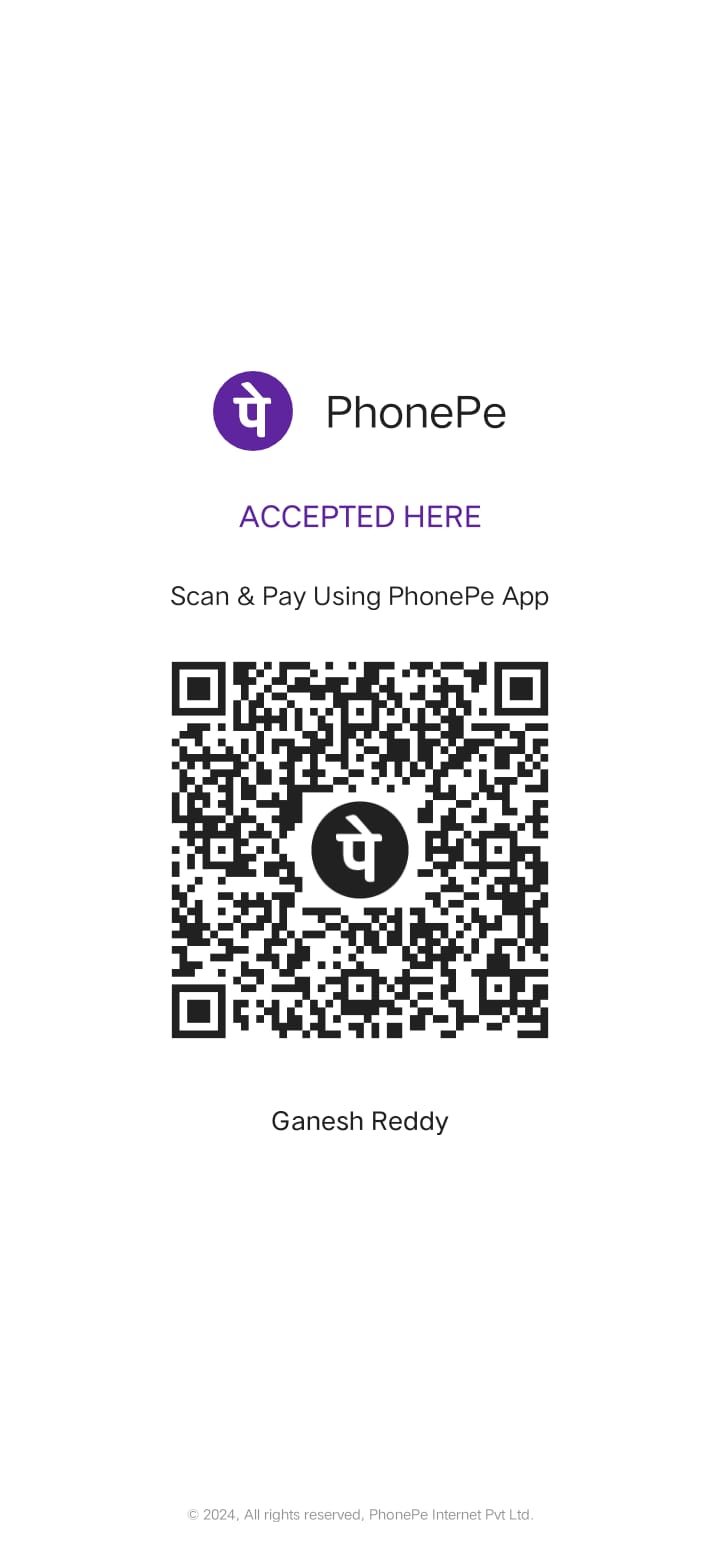 पे PhonePe
ACCEPTED HERE
Scan & Pay Using PhonePe App
पे
Ganesh Reddy
© 2024, All rights reserved, PhonePe Internet Pvt Ltd.